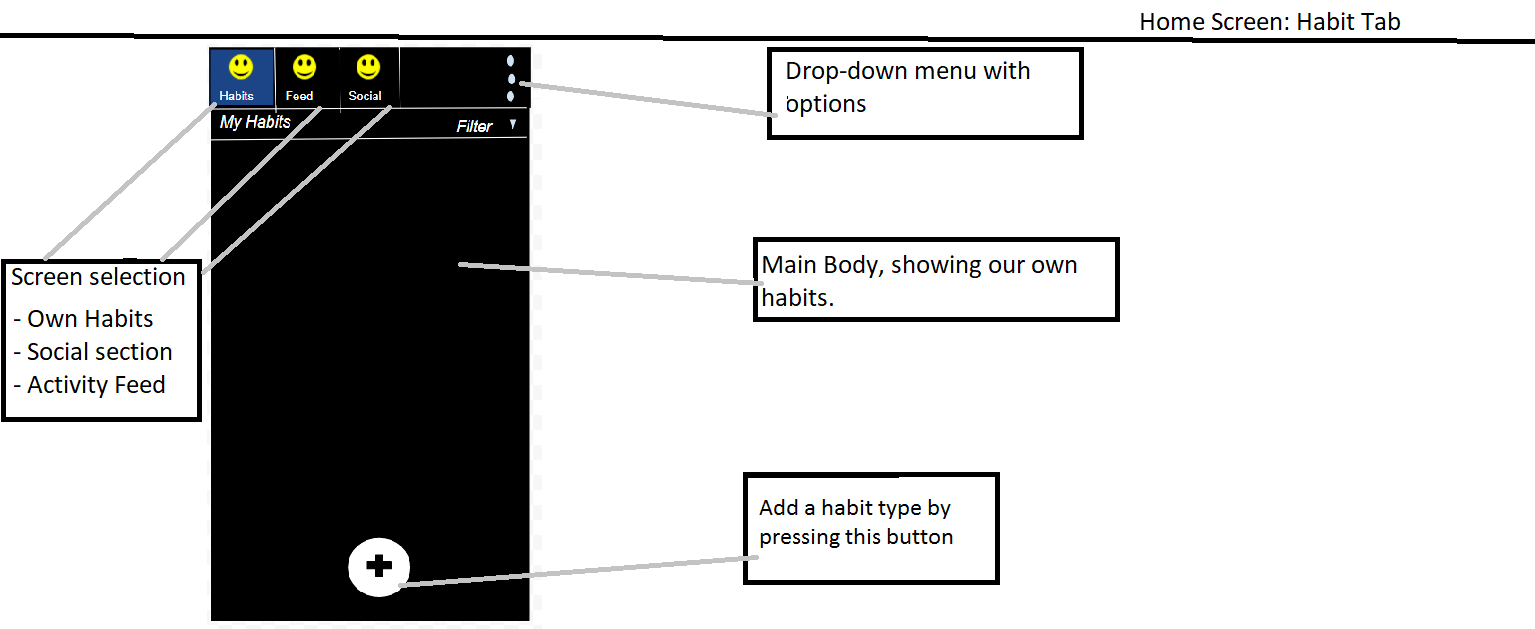 Home Screen: Habit Tab
Habits
Feed
Social
My Habits
Filter
Drop-down menu with
options
Screen selection
- Own Habits
- Social section
- Activity Feed
Main Body, showing our own
habits.
Add a habit type by
pressing this button